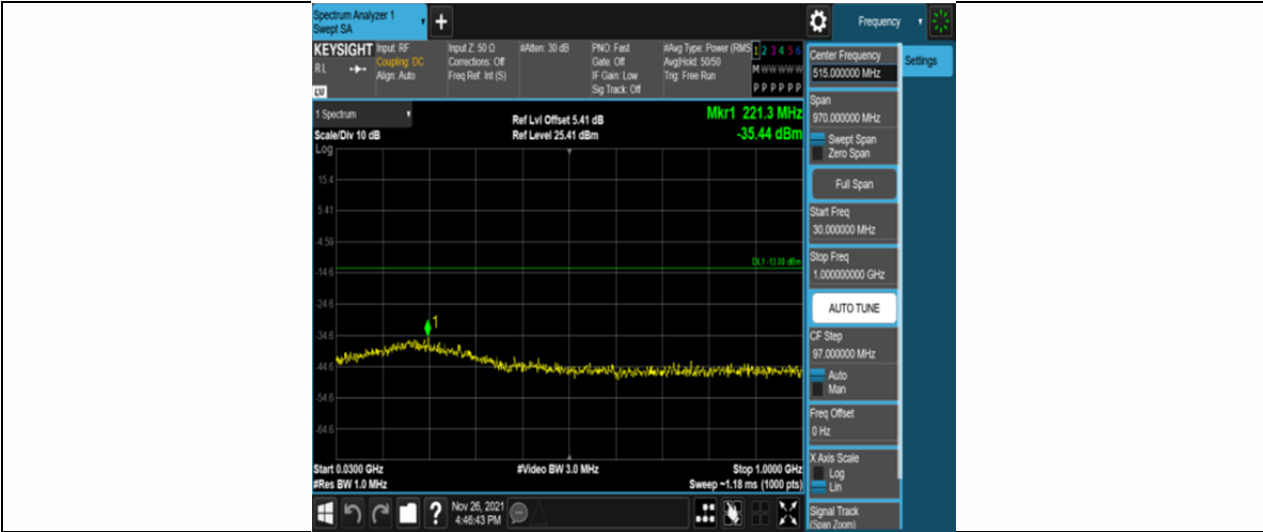 Spectrum Analyzer 1
Swept SA
+
Frequency
KEYSIGHT
Input: RF
Coupling: DC
Align: Auto
RL
LV
Input Z: 50 Ω
Corrections: Off
Freq Ref: Int (S)
#Atten: 30 dB
PNO: Fast
Gate: Off
IF Gain: Low
Sig Track: Off
#Avg Type: Power (RMS
Avg|Hold: 50/50
Trig: Free Run
1 2 3 4 5 6
M W W W W W
P P P P P P
Center Frequency
515.000000 MHz
Settings
1 Spectrum
Scale/Div 10 dB
Ref Lvl Offset 5.41 dB
Ref Level 25.41 dBm
Mkr1 221.3 MHz
-35.44 dBm
Log
15.4
5.41
-4.59
-14.6
-24.6
-34.6
-44.6
-54.6
-64.6
DL1 -13.00 dBm
1
Start 0.0300 GHz
#Res BW 1.0 MHz
#Video BW 3.0 MHz
Stop 1.0000 GHz
Sweep ~1.18 ms (1000 pts)
Span
970.000000 MHz
Swept Span
Zero Span
Full Span
Start Freq
30.000000 MHz
Stop Freq
1.000000000 GHz
AUTO TUNE
CF Step
97.000000 MHz
Auto
Man
Freq Offset
0 Hz
X Axis Scale
Log
Lin
Signal Track
(Span Zoom)
?
Nov 26, 2021
4:46:43 PM